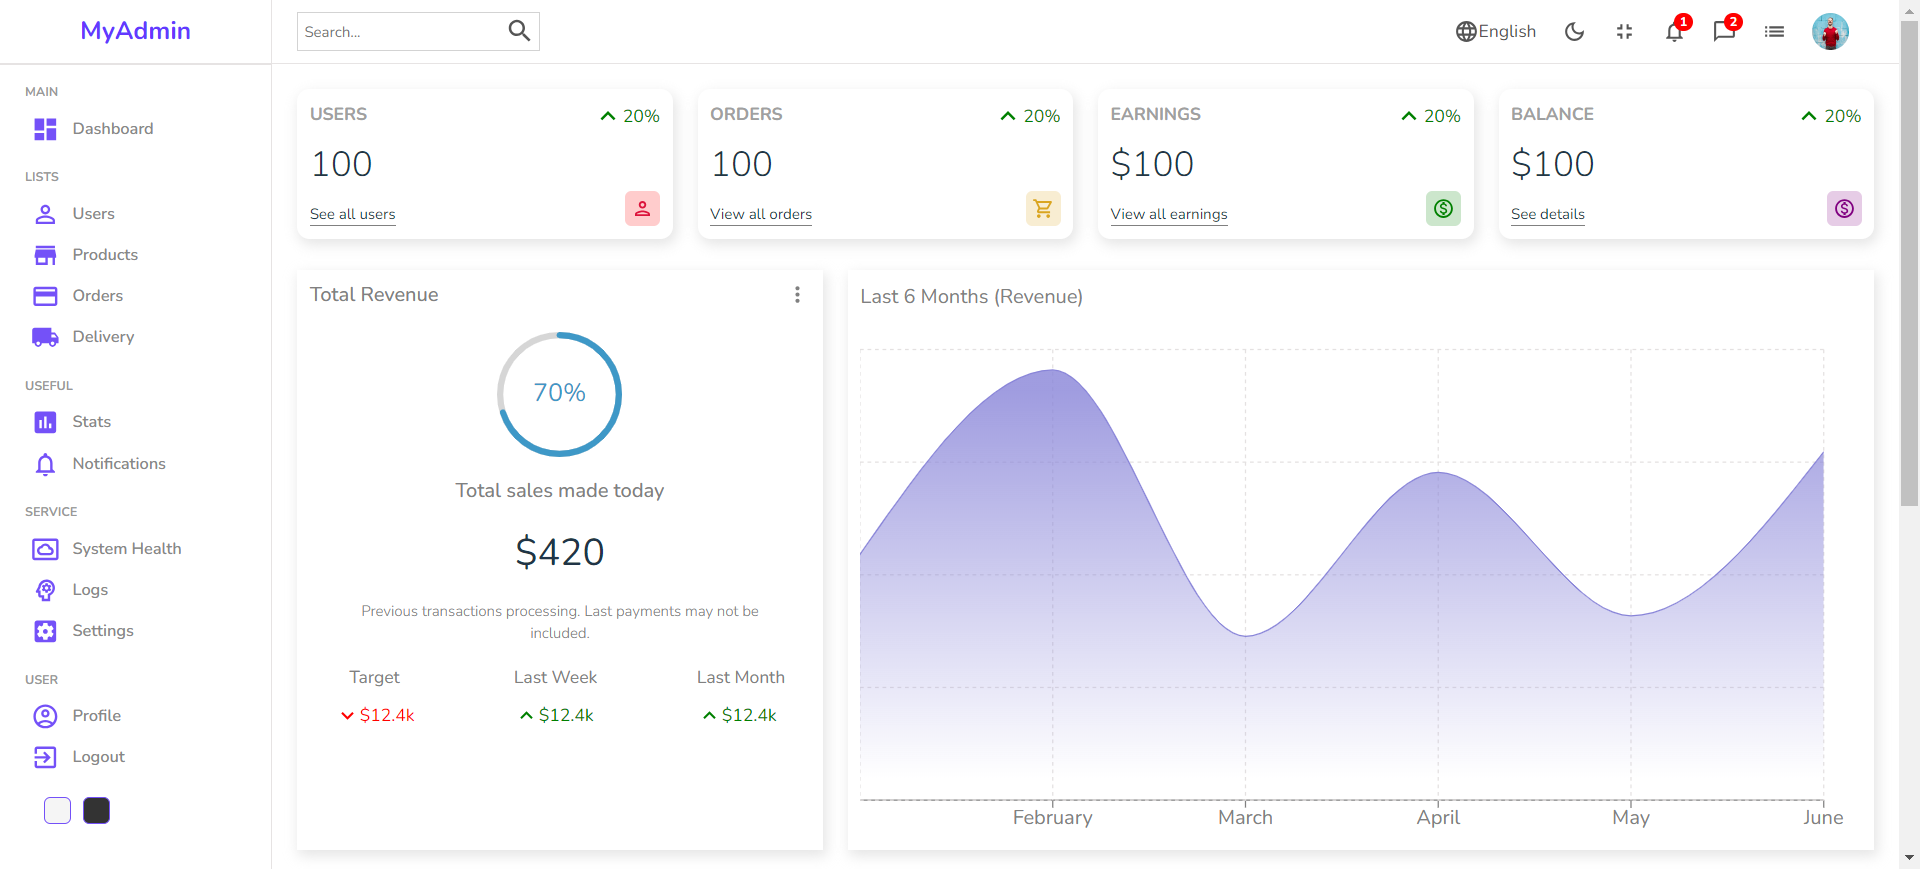 MyAdmin
Search...
English
1
2
MAIN
Dashboard
LISTS
Users
Products
Orders
Delivery
USEFUL
Stats
Notifications
SERVICE
System Health
Logs
Settings
USER
Profile
Logout
USERS
20%
100
See all users
ORDERS
20%
100
View all orders
EARNINGS
20%
$100
View all earnings
BALANCE
20%
$100
See details
Total Revenue
70%
Total sales made today
$420
Previous transactions processing. Last payments may not be
included.
Target
$12.4k
Last Week
$12.4k
Last Month
$12.4k
Last 6 Months (Revenue)
February
March
April
May
June